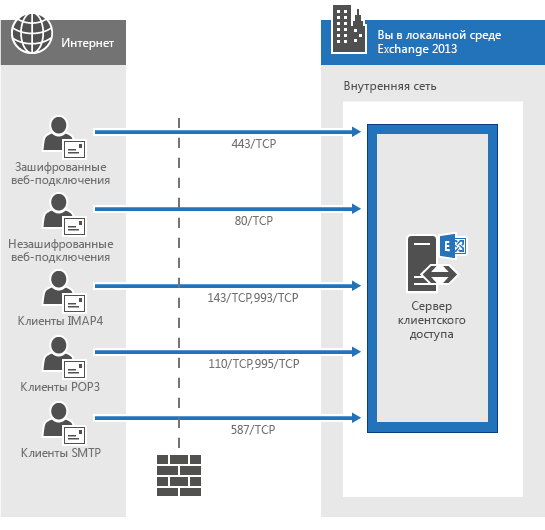 Интернет
Вы в локальной среде
Exchange 2013
Внутренняя сеть
443/TCP
Зашифрованные
веб-подключения
80/TCP
Незашифрованные
веб-подключения
143/TCP,993/TCP
Клиенты IMAP4
110/TCP,995/TCP
Клиенты POP3
587/TCP
Клиенты SMTP
E
Сервер
клиентского
доступа